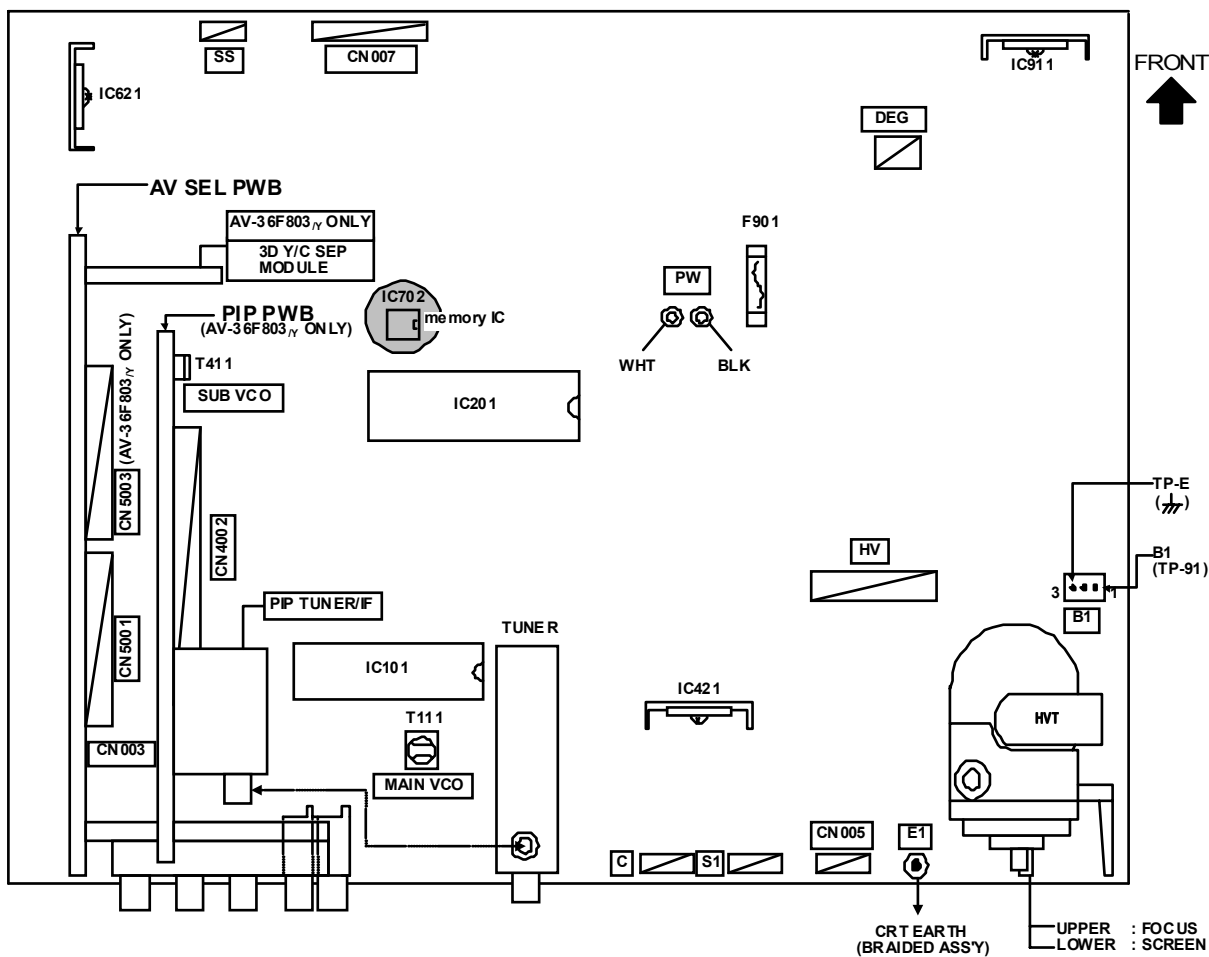 SS
CN007
IC621
IC911
FRONT
DEG
AV SEL PWB
AV-36F803/Y ONLY
3D Y/C SEP
MODULE
F901
PW
IC702
memory IC
PIP PWB
(AV-36F803/Y ONLY)
WHT
BLK
T411
SUB VCO
IC201
CN5003 (AV-36F803/Y ONLY)
CN4002
TP-E
( )
HV
B1
(TP-91)
3
1
B1
PIP TUNER/IF
TUNER
CN5001
IC101
IC421
HVT
T111
CN003
MAIN VCO
CN005
E1
C
S1
CRT EARTH
(BRAIDED ASS'Y)
UPPER : FOCUS
LOWER : SCREEN